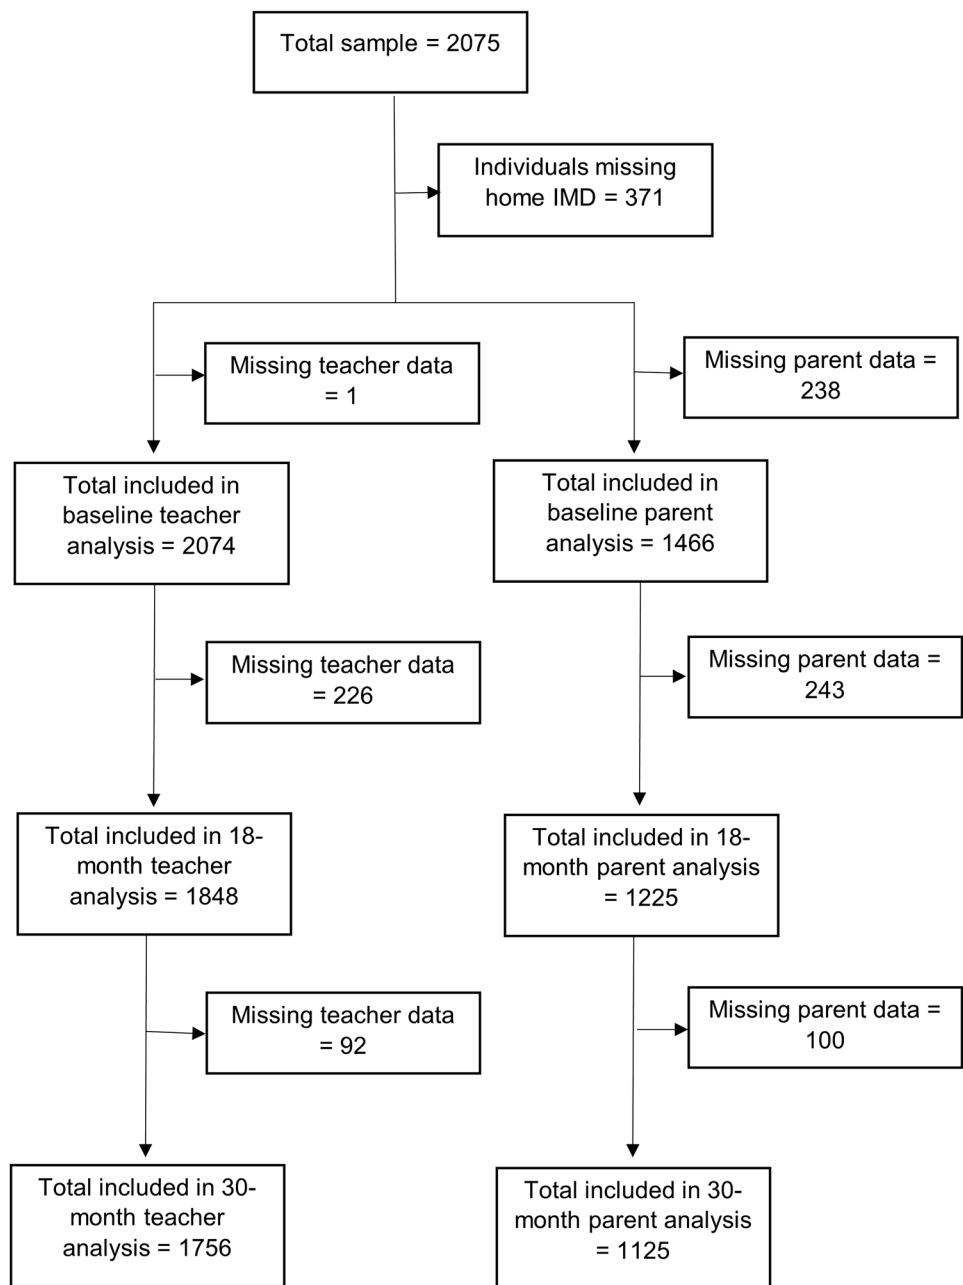 Total sample = 2075
Individuals missing
home IMD = 371
Missing teacher data
= 1
Missing parent data =
238
Total included in
baseline teacher
analysis = 2074
Total included in
baseline parent
analysis = 1466
Missing teacher data
= 226
Missing parent data =
243
Total included in 18-
month teacher
analysis = 1848
Total included in 18-
month parent analysis
= 1225
Missing teacher data
= 92
Missing parent data =
100
Total included in 30-
month teacher
analysis = 1756
Total included in 30-
month parent analysis
= 1125